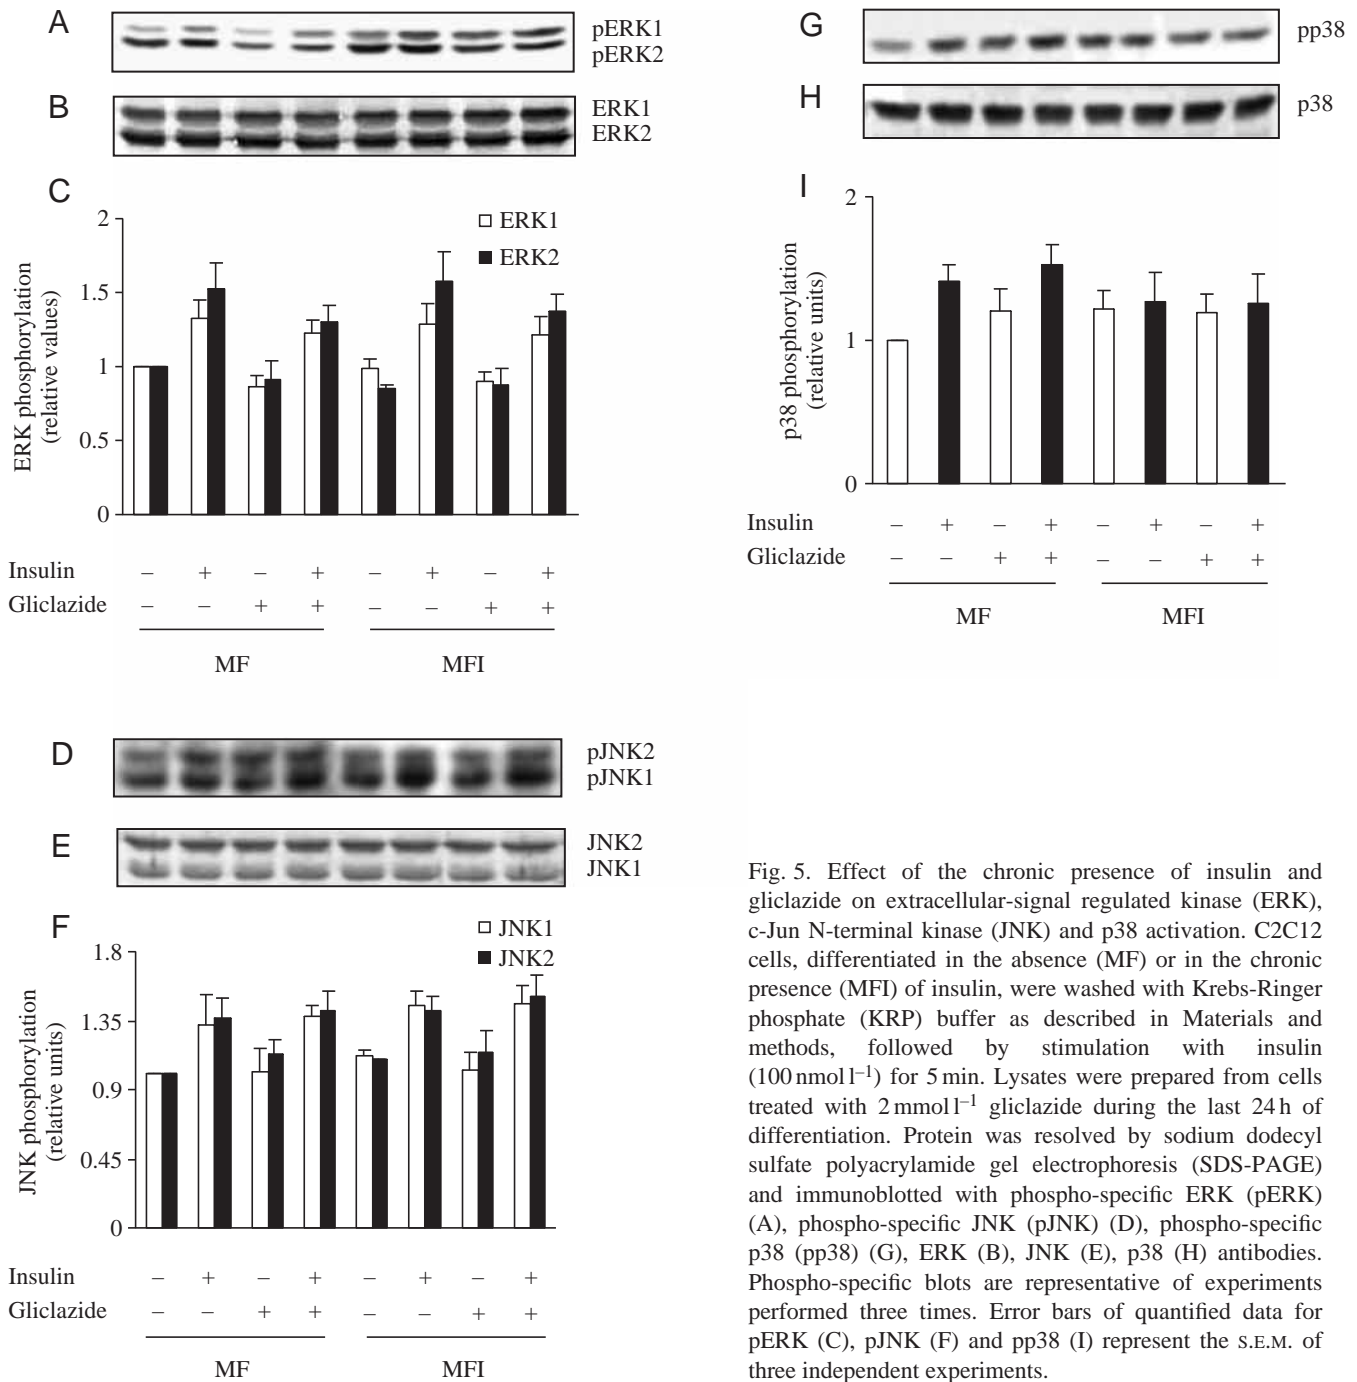 A
pERK1
pERK2
B
ERK1
ERK2
C
ERK phosphorylation
(relative values)
2
1.5
1
0.5
0
ERK1
ERK2
Insulin – + – + – + – +
Gliclazide – – + + – – + +
MF MFI
D
pJNK2
pJNK1
E
JNK2
JNK1
F
JNK phosphorylation
(relative units)
1.8
1.35
0.9
0.45
0
JNK1
JNK2
Insulin – + – + – + – +
Gliclazide – – + + – – + +
MF MFI
G
pp38
H
p38
I
p38 phosphorylation
(relative units)
2
1
0
Insulin – + – + – + – +
Gliclazide – – + + – – + +
MF MFI
Fig. 5. Effect of the chronic presence of insulin and
gliclazide on extracellular-signal regulated kinase (ERK),
c-Jun N-terminal kinase (JNK) and p38 activation. C2C12
cells, differentiated in the absence (MF) or in the chronic
presence (MFI) of insulin, were washed with Krebs-Ringer
phosphate (KRP) buffer as described in Materials and
methods, followed by stimulation with insulin
(100 nmol l⁻¹) for 5 min. Lysates were prepared from cells
treated with 2 mmol l⁻¹ gliclazide during the last 24 h of
differentiation. Protein was resolved by sodium dodecyl
sulfate polyacrylamide gel electrophoresis (SDS-PAGE)
and immunoblotted with phospho-specific ERK (pERK)
(A), phospho-specific JNK (pJNK) (D), phospho-specific
p38 (pp38) (G), ERK (B), JNK (E), p38 (H) antibodies.
Phospho-specific blots are representative of experiments
performed three times. Error bars of quantified data for
pERK (C), pJNK (F) and pp38 (I) represent the S.E.M. of
three independent experiments.